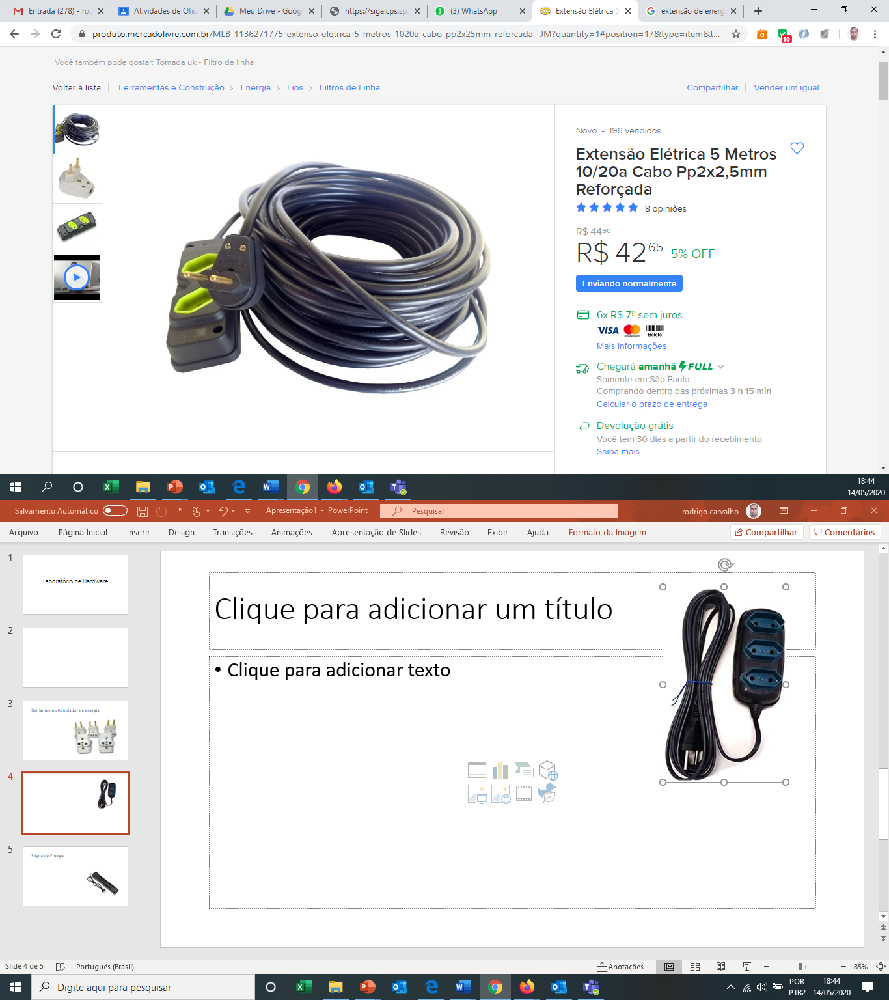 Entrada (278) - roc
Atividades de Ofic
Meu Drive - Goog
https://siga.cps.sp
(3) WhatsApp
Extensão Elétrica 5
extensão de energ
produto.mercadolivre.com.br/MLB-1136271775-extenso-eletrica-5-metros-1020a-cabo-pp2x25mm-reforcada-_JM?quantity=1#position=17&type=item&t...
10
Você também pode gostar: Tomada uk - Filtro de linha
Voltar à lista
Ferramentas e Construção > Energia > Fios > Filtros de Linha
Compartilhar
Vender um igual
Novo - 196 vendidos
Extensão Elétrica 5 Metros
10/20a Cabo Pp2x2,5mm
Reforçada
8 opiniões
R$ 44 90
R$ 42 65 5% OFF
Enviando normalmente
6x R$ 7 11 sem juros
VISA mastercard Boleto
Mais informações
Chegará amanhã FULL
Somente em São Paulo
Comprando dentro das próximas 3 h 15 min
Calcular o prazo de entrega
Devolução grátis
Você tem 30 dias a partir do recebimento
Saiba mais
18:44
14/05/2020
Salvamento Automático
Apresentação1 - PowerPoint
Pesquisar
rodrigo carvalho
Arquivo
Página Inicial
Inserir
Design
Transições
Animações
Apresentação de Slides
Revisão
Exibir
Ajuda
Formato da Imagem
Compartilhar
Comentários
1
Laboratório de Hardware
2
3
Benjamim ou Adaptador de energia
4
5
Régua de Energia
Clique para adicionar um título
• Clique para adicionar texto
Slide 4 de 5
Português (Brasil)
Anotações
85%
Digite aqui para pesquisar
POR
PTB2
18:44
14/05/2020